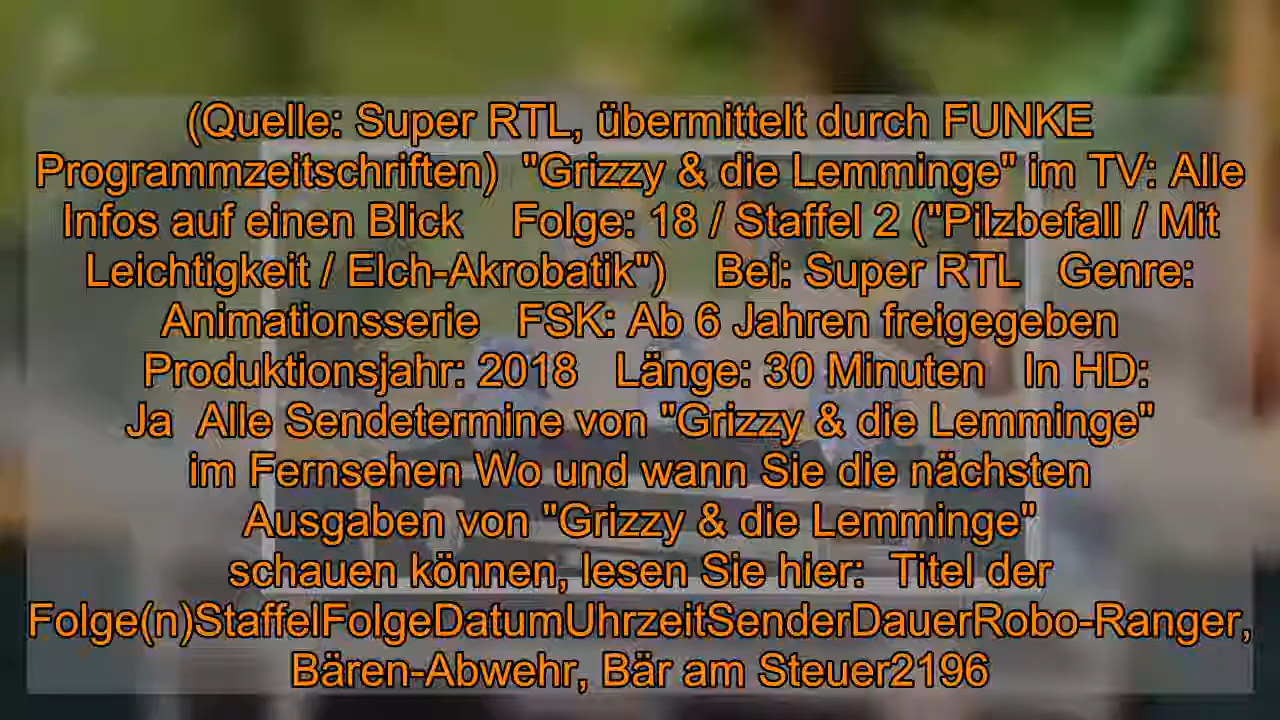 (Quelle: Super RTL, übermittelt durch FUNKE
Programmzeitschriften)  "Grizzy & die Lemminge" im TV: Alle
Infos auf einen Blick    Folge: 18 / Staffel 2 ("Pilzbefall / Mit
Leichtigkeit / Elch-Akrobatik")    Bei: Super RTL   Genre:
Animationsserie   FSK: Ab 6 Jahren freigegeben
Produktionsjahr: 2018   Länge: 30 Minuten   In HD:
Ja  Alle Sendetermine von "Grizzy & die Lemminge"
im Fernsehen Wo und wann Sie die nächsten
Ausgaben von "Grizzy & die Lemminge"
schauen können, lesen Sie hier:  Titel der
Folge(n)StaffelFolgeDatumUhrzeitSenderDauerRobo-Ranger,
Bären-Abwehr, Bär am Steuer2196